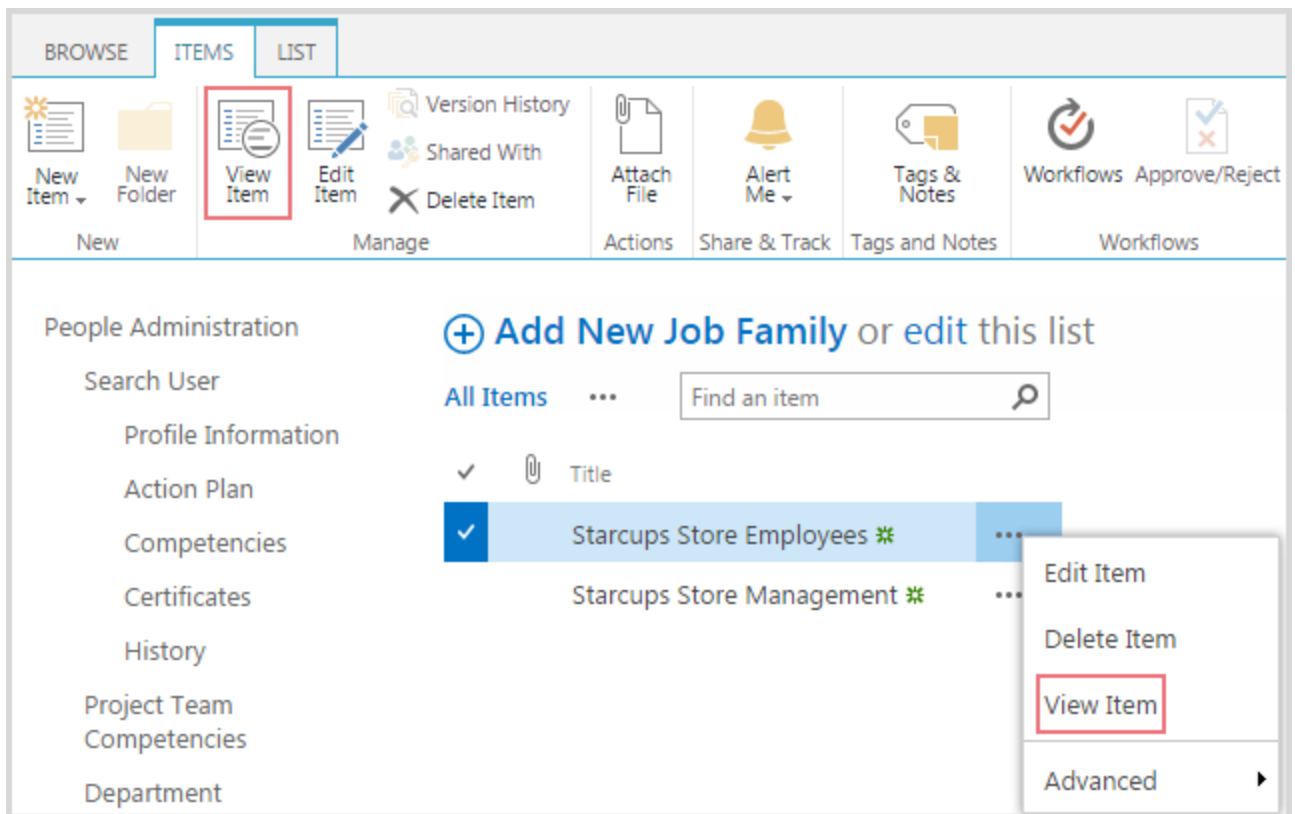 BROWSE ITEMS LIST
New Item
New Folder
View Item
Edit Item
Version History
Shared With
Delete Item
Attach File
Alert Me
Tags & Notes
Workflows
Approve/Reject
New
Manage
Actions
Share & Track
Tags and Notes
Workflows
People Administration
Search User
Profile Information
Action Plan
Competencies
Certificates
History
Project Team
Competencies
Department
Add New Job Family or edit this list
All Items ... Find an item
Title
Starcups Store Employees ...
Starcups Store Management ...
Edit Item
Delete Item
View Item
Advanced